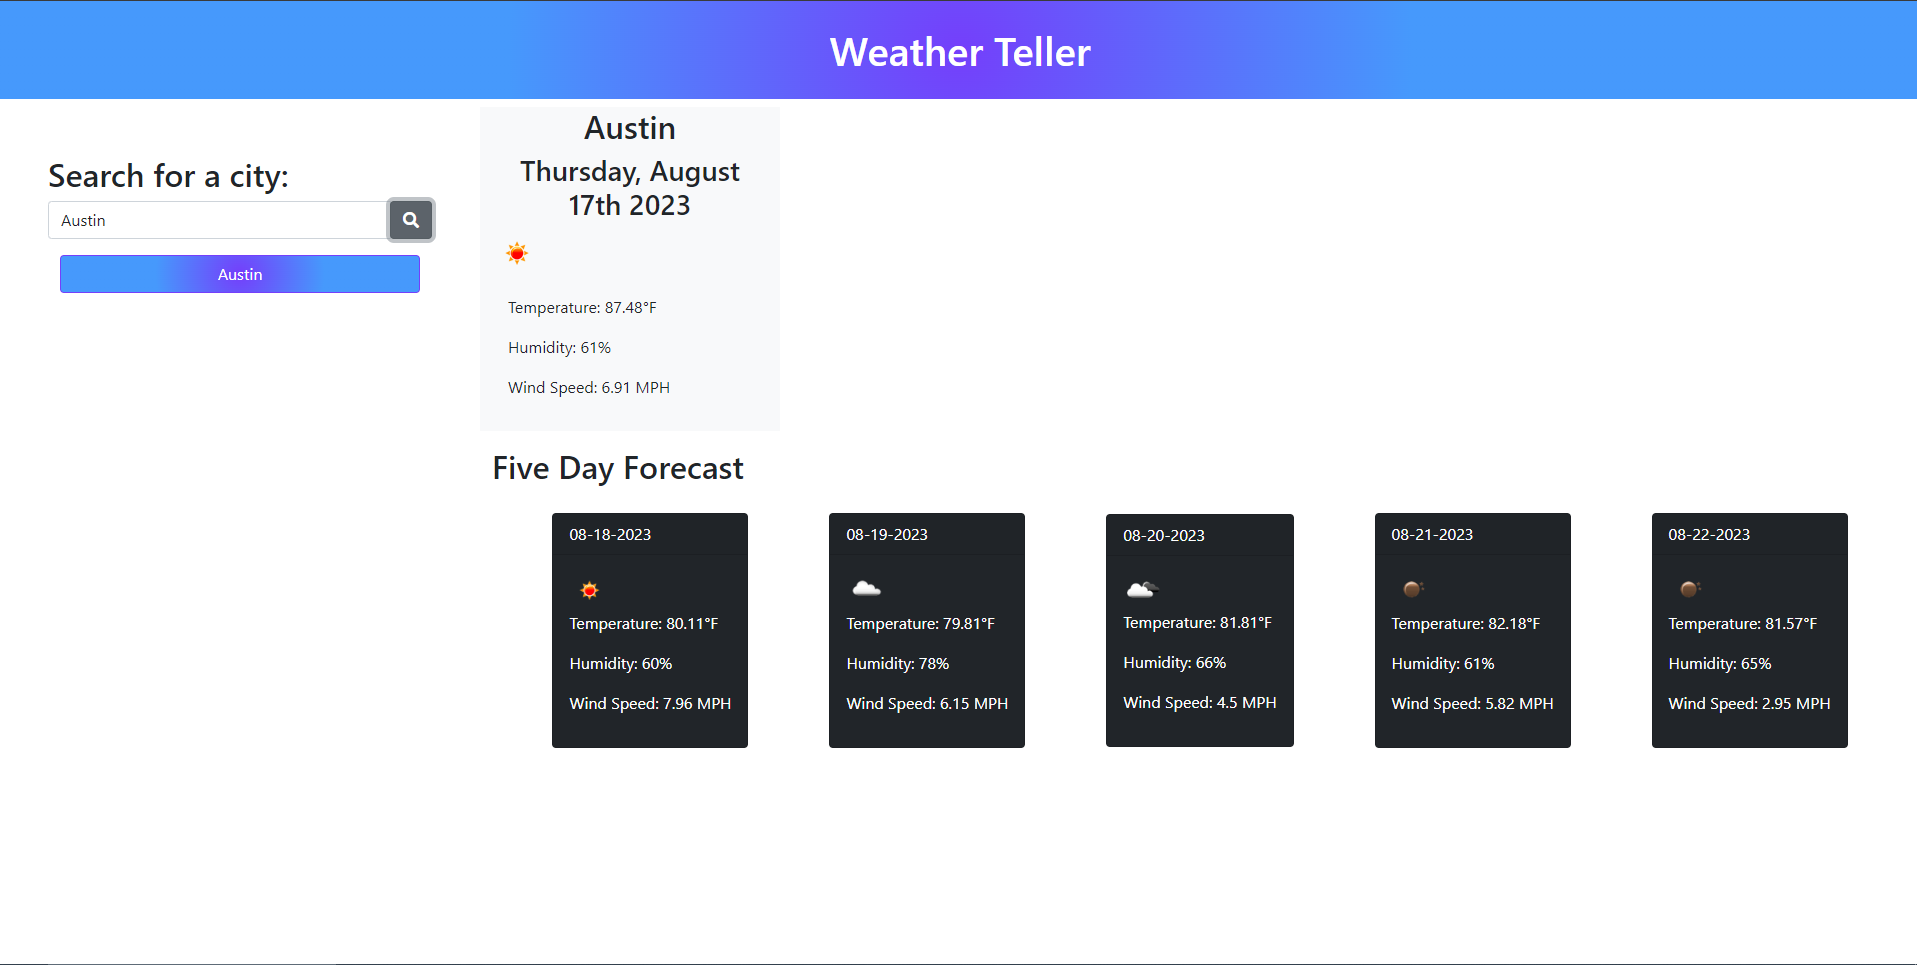 Weather Teller
Search for a city:
Austin
Austin
Austin
Thursday, August
17th 2023
Temperature: 87.48°F
Humidity: 61%
Wind Speed: 6.91 MPH
Five Day Forecast
08-18-2023
Temperature: 80.11°F
Humidity: 60%
Wind Speed: 7.96 MPH
08-19-2023
Temperature: 79.81°F
Humidity: 78%
Wind Speed: 6.15 MPH
08-20-2023
Temperature: 81.81°F
Humidity: 66%
Wind Speed: 4.5 MPH
08-21-2023
Temperature: 82.18°F
Humidity: 61%
Wind Speed: 5.82 MPH
08-22-2023
Temperature: 81.57°F
Humidity: 65%
Wind Speed: 2.95 MPH